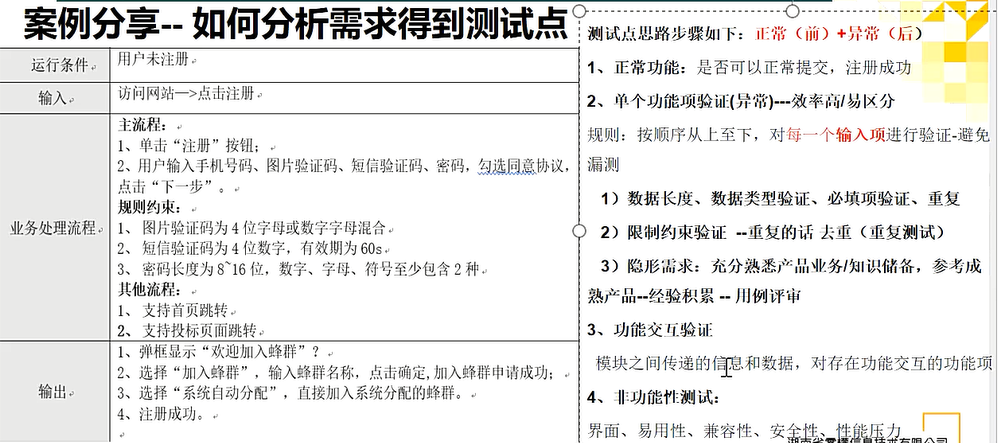 案例分享-- 如何分析需求得到测试点
运行条件
用户未注册
输入
访问网站—>点击注册
业务处理流程
主流程：
1、单击“注册”按钮；
2、用户输入手机号码、图片验证码、短信验证码、密码，勾选同意协议，
点击“下一步”。
规则约束：
1、 图片验证码为 4 位字母或数字字母混合
2、 短信验证码为 4 位数字，有效期为 60s
3、 密码长度为 8~16 位，数字、字母、符号至少包含 2 种
其他流程：
1、 支持首页跳转
2、 支持投标页面跳转
输出
1、弹框显示“欢迎加入蜂群”？
2、选择“加入蜂群”，输入蜂群名称，点击确定,加入蜂群申请成功；
3、选择“系统自动分配”，直接加入系统分配的蜂群。
4、注册成功。
测试点思路步骤如下：正常（前）+异常（后）
1、正常功能：是否可以正常提交，注册成功
2、单个功能项验证(异常)---效率高/易区分
规则：按顺序从上至下，对每一个输入项进行验证-避免
漏测
1）数据长度、数据类型验证、必填项验证、重复
2）限制约束验证 --重复的话 去重（重复测试）
3）隐形需求：充分熟悉产品业务/知识储备，参考成
熟产品--经验积累 -- 用例评审
3、功能交互验证
模块之间传递的信息和数据，对存在功能交互的功能项
4、非功能性测试：
界面、易用性、兼容性、安全性、性能压力